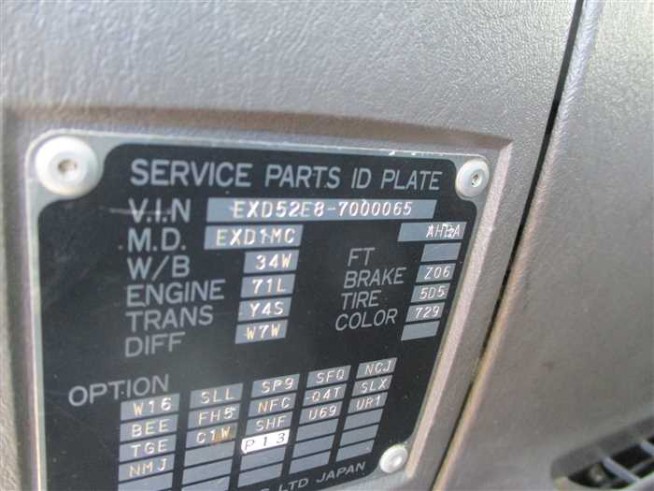 SERVICE PARTS ID PLATE
V.I.N EXD52E8-7000065
M.D. EXD1MC
W/B 34W FT
ENGINE 71L BRAKE Z06
TRANS Y4S TIRE 5D5
DIFF W7W COLOR 729
OPTION
W16 SLL SP9 SFQ NCJ
BEE FH5 NFC 04T SLX
TGE C1W SHF U69 UR1
NMJ P13
LTD JAPAN